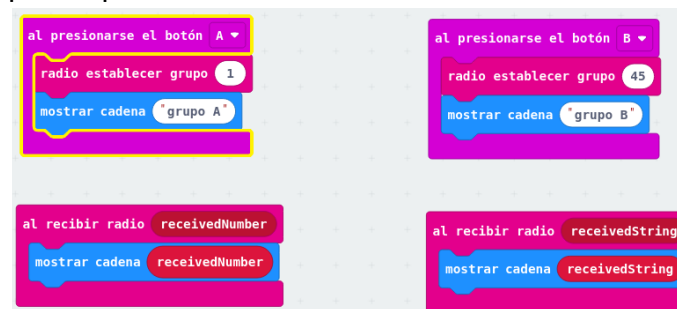 al presionarse el botón A
radio establecer grupo 1
mostrar cadena "grupo A"
al presionarse el botón B
radio establecer grupo 45
mostrar cadena "grupo B"
al recibir radio receivedNumber
mostrar cadena receivedNumber
al recibir radio receivedString
mostrar cadena receivedString